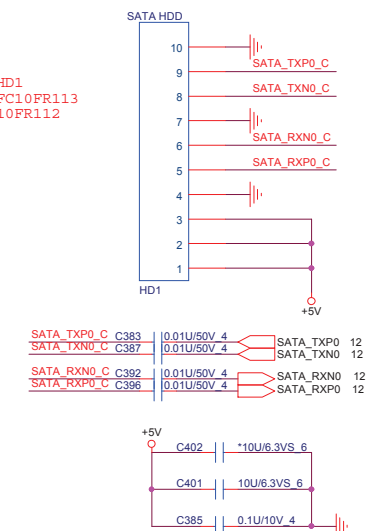 SATA HDD
HD1
FC10FR113
10FR112
10
9 SATA_TXP0_C
8 SATA_TXN0_C
7
6 SATA_RXN0_C
5 SATA_RXP0_C
4
3
2
1
HD1
+5V
SATA_TXP0_C C383 0.01U/50V_4 SATA_TXP0 12
SATA_TXN0_C C387 0.01U/50V_4 SATA_TXN0 12
SATA_RXN0_C C392 0.01U/50V_4 SATA_RXN0 12
SATA_RXP0_C C396 0.01U/50V_4 SATA_RXP0 12
+5V
C402 *10U/6.3VS_6
C401 10U/6.3VS_6
C385 0.1U/10V_4